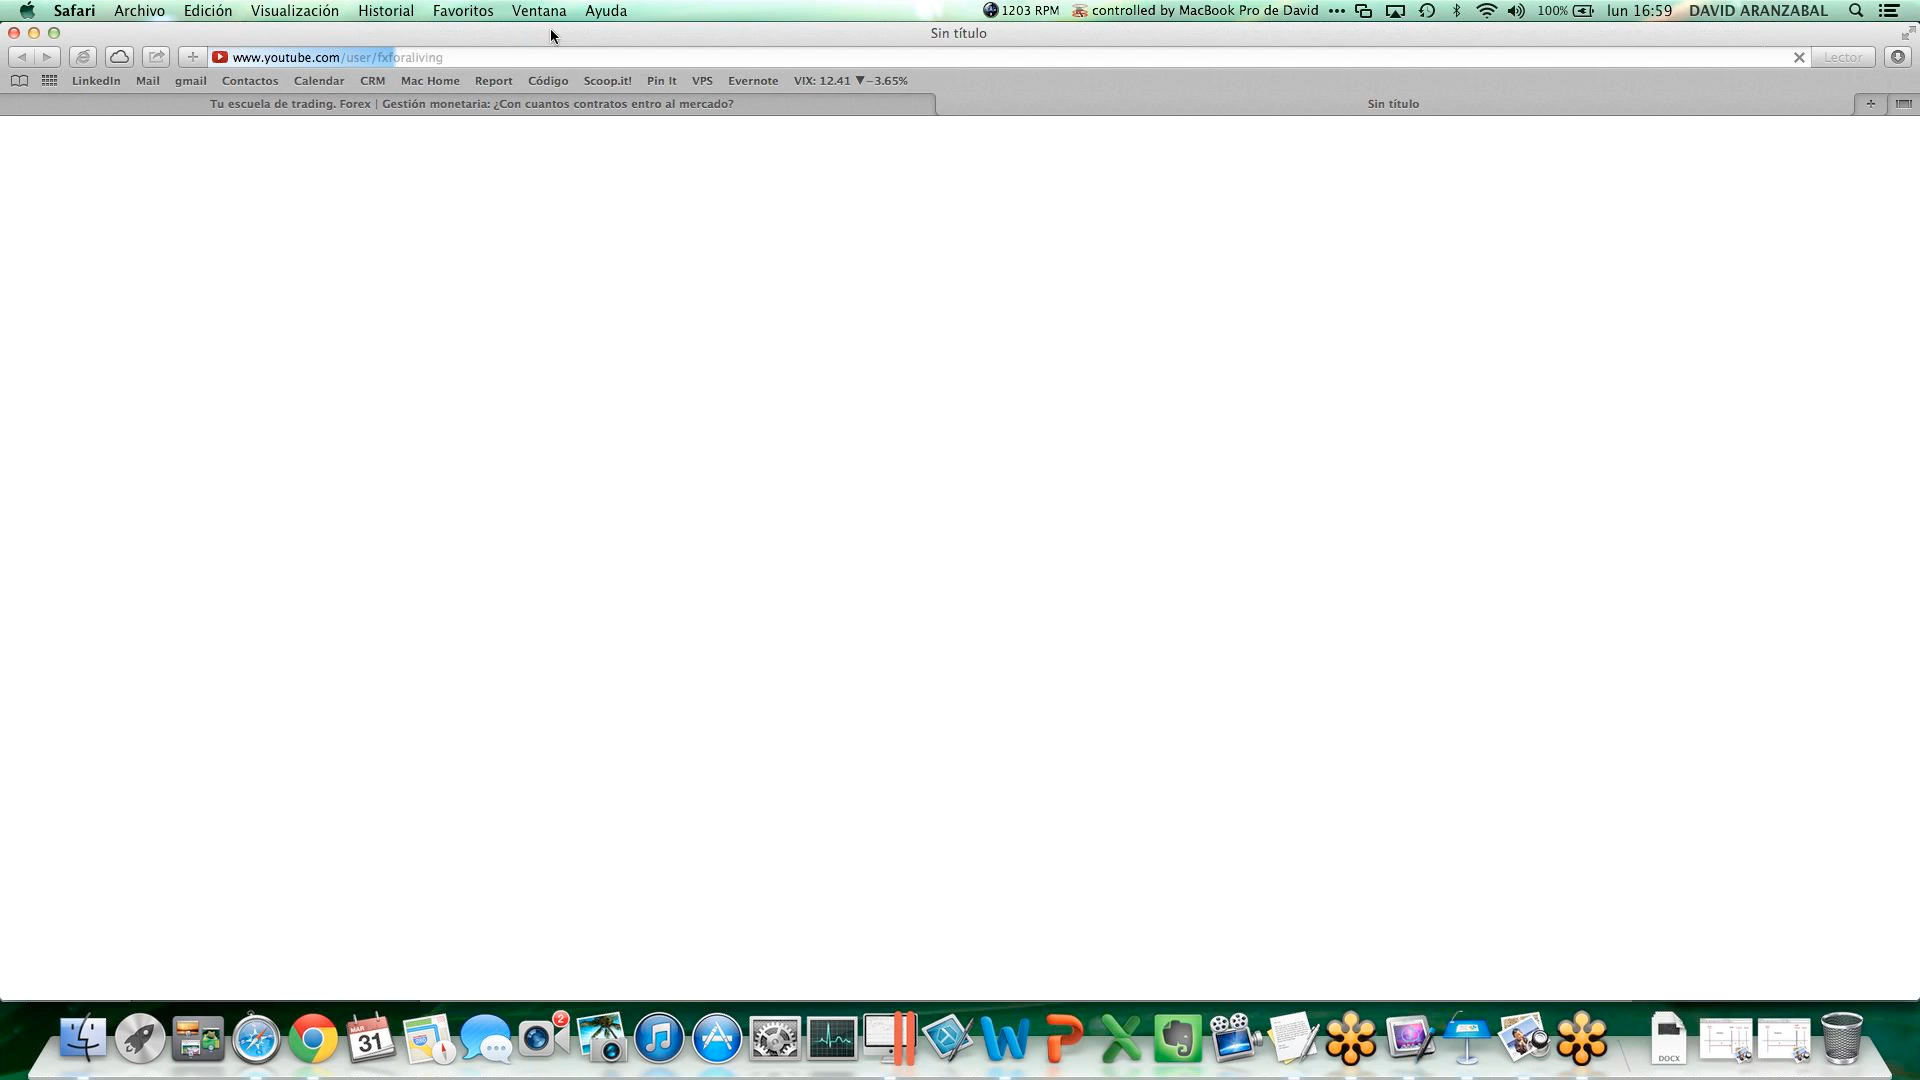 Safari Archivo Edición Visualización Historial Favoritos Ventana Ayuda 1203 RPM controlled by MacBook Pro de David 100% lun 16:59 DAVID ARANZABAL
Sin título
www.youtube.com/user/fxforaliving Lector
LinkedIn Mail gmail Contactos Calendar CRM Mac Home Report Código Scoop.it! Pin It VPS Evernote VIX: 12.41 ▼−3.65%
Tu escuela de trading. Forex | Gestión monetaria: ¿Con cuantos contratos entro al mercado? Sin título
MAR
31
2
DOCX